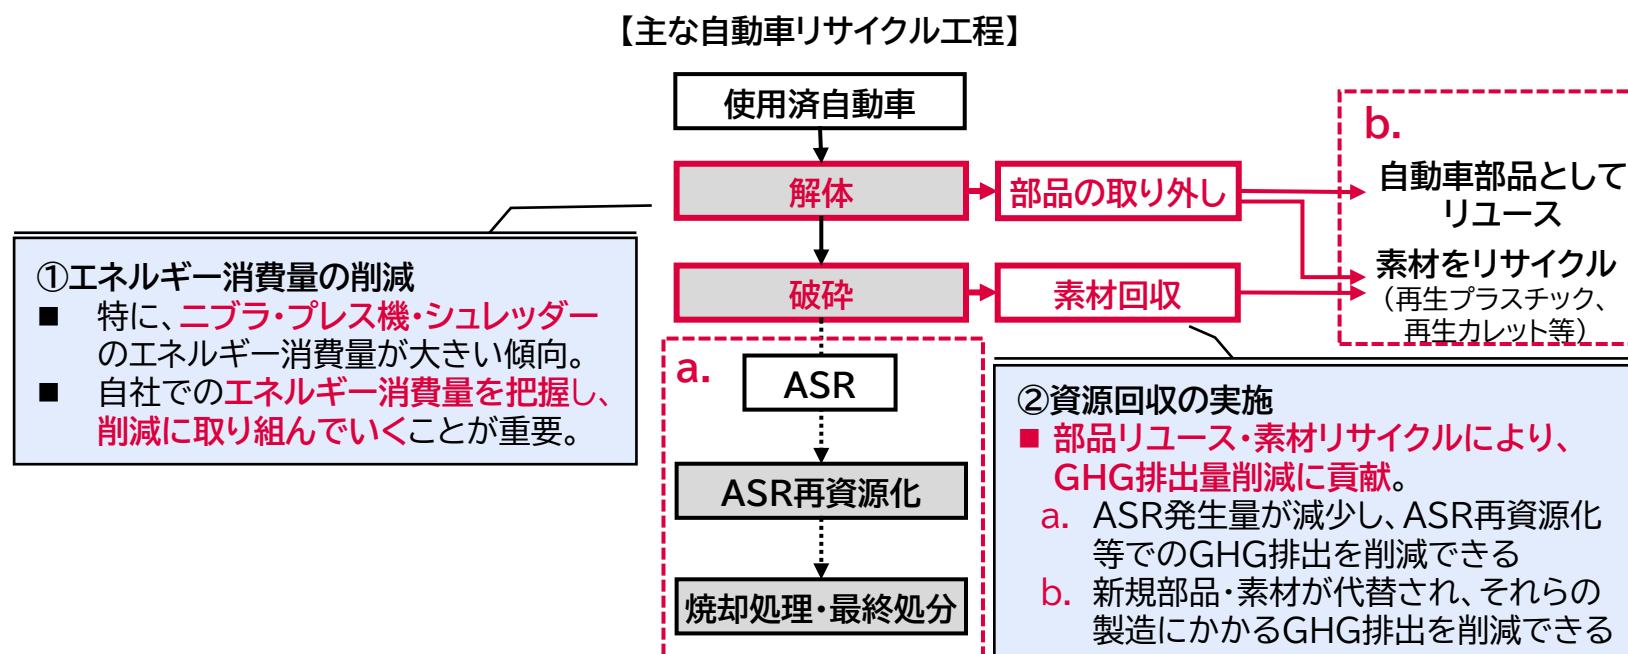 【主な自動車リサイクル工程】
使用済自動車
解体
部品の取り外し
破砕
素材回収
b.
自動車部品として
リユース
素材をリサイクル
（再生プラスチック、
再生カレット等）
①エネルギー消費量の削減
■ 特に、ニブラ・プレス機・シュレッダー
のエネルギー消費量が大きい傾向。
■ 自社でのエネルギー消費量を把握し、
削減に取り組んでいくことが重要。
a.
ASR
ASR再資源化
焼却処理・最終処分
②資源回収の実施
■ 部品リユース・素材リサイクルにより、
GHG排出量削減に貢献。
a. ASR発生量が減少し、ASR再資源化
等でのGHG排出を削減できる
b. 新規部品・素材が代替され、それらの
製造にかかるGHG排出を削減できる